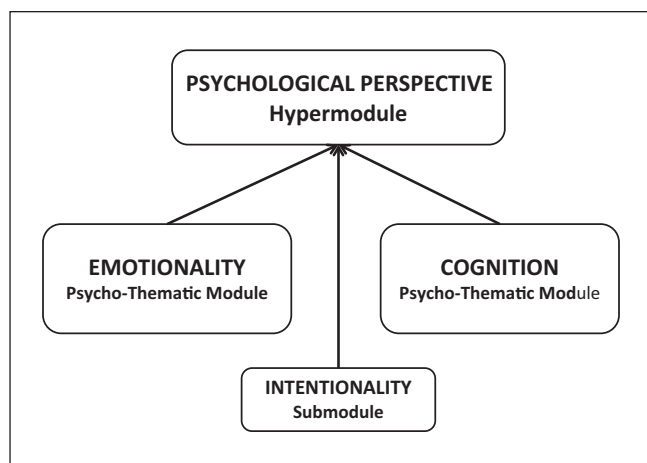 PSYCHOLOGICAL PERSPECTIVE
Hypermodule
EMOTIONALITY
Psycho-Thematic Module
COGNITION
Psycho-Thematic Module
INTENTIONALITY
Submodule